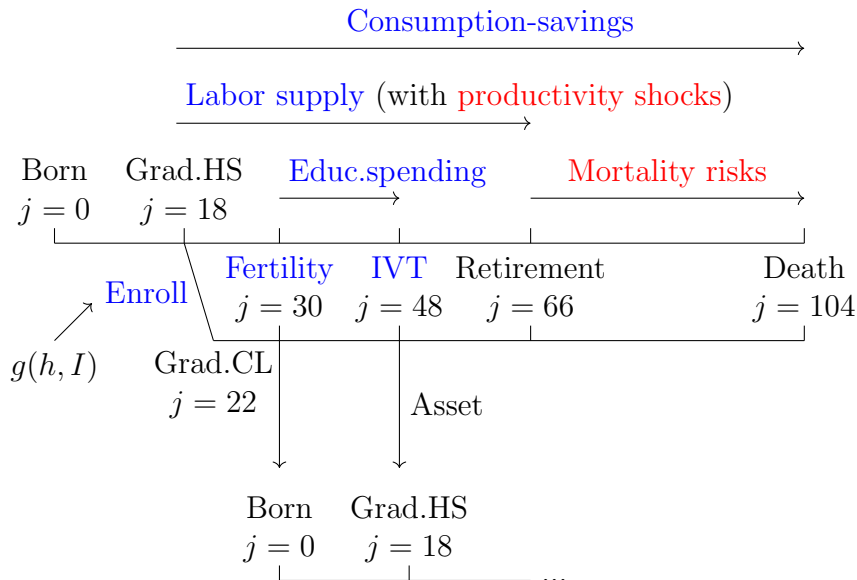 Consumption-savings
Labor supply (with productivity shocks)
Born
j = 0
Grad.HS
j = 18
Educ.spending
Mortality risks
Enroll
Fertility
j = 30
IVT
j = 48
Retirement
j = 66
Death
j = 104
g(h, I)
Grad.CL
j = 22
Asset
Born
j = 0
Grad.HS
j = 18
...